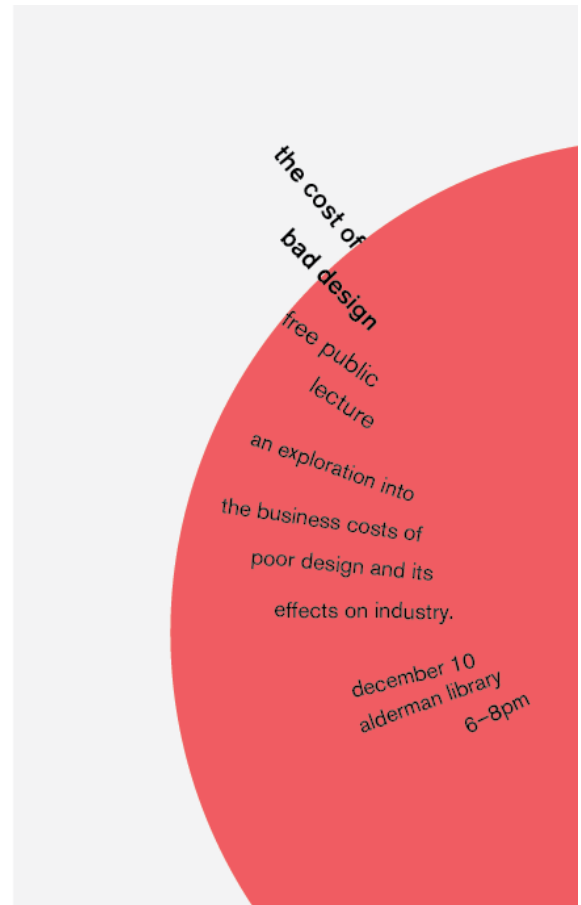 the cost of
bad design
free public
lecture
an exploration into
the business costs of
poor design and its
effects on industry.
december 10
alderman library
6–8pm